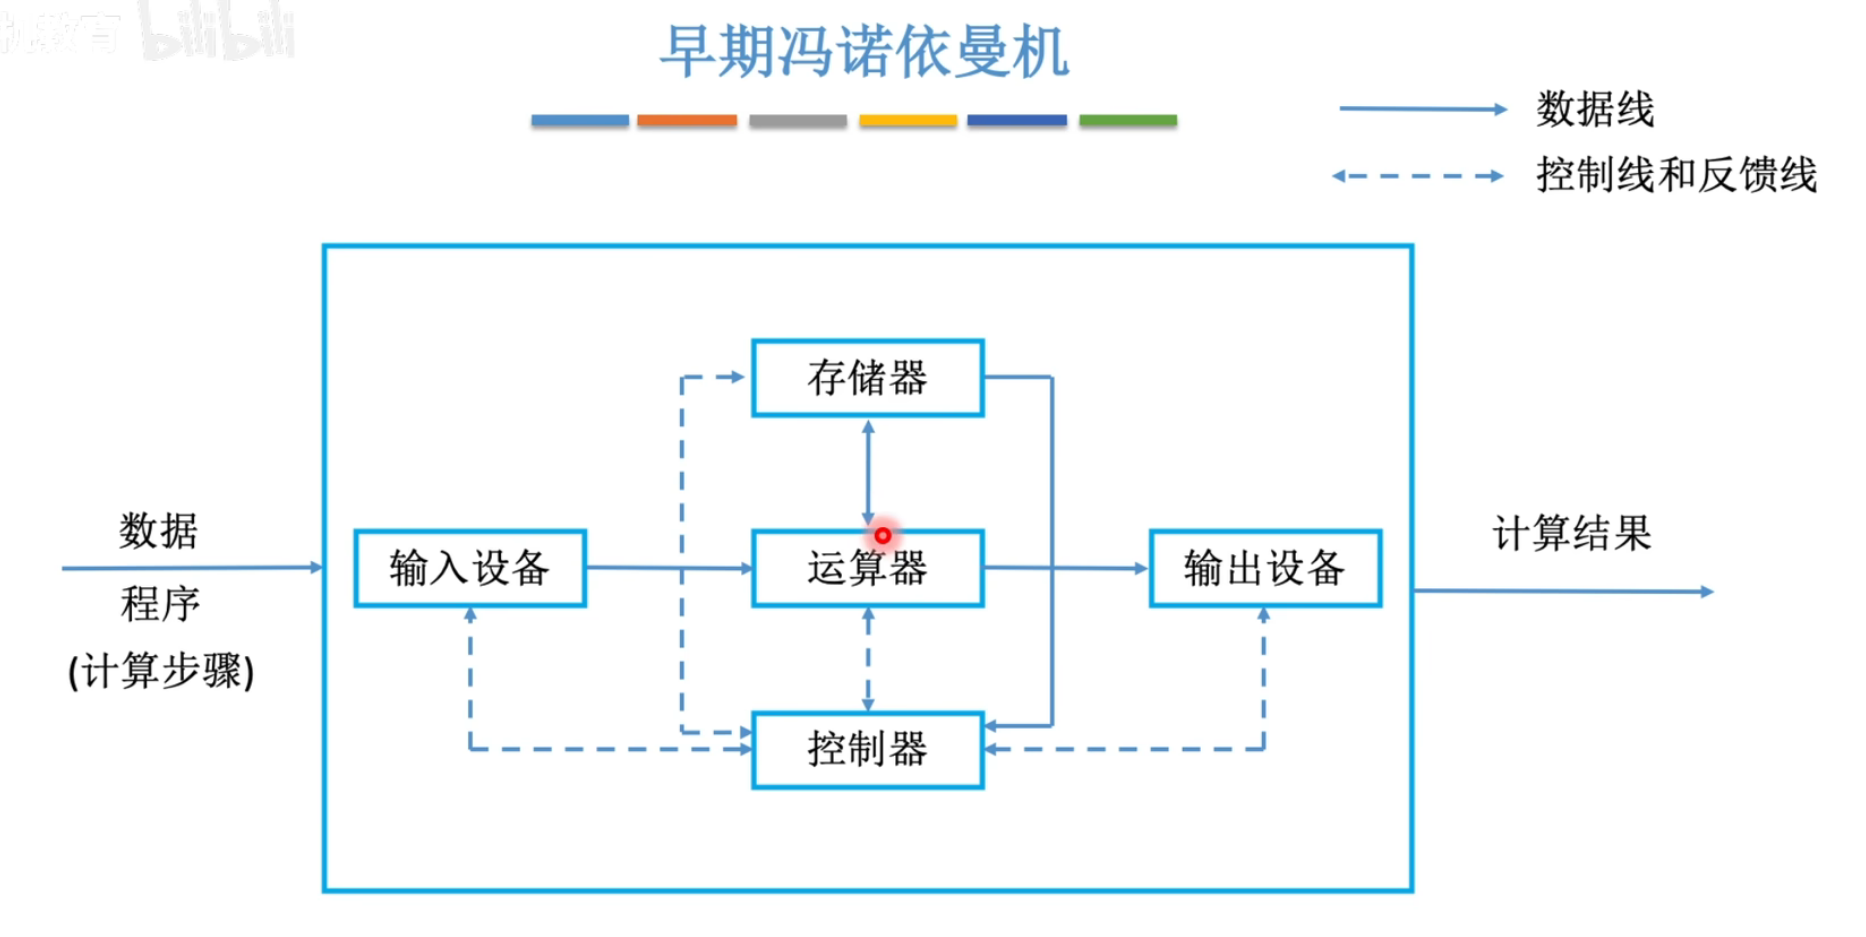 机教育 bilibili
早期冯诺依曼机
数据线
控制线和反馈线
存储器
数据
程序
(计算步骤)
输入设备
运算器
输出设备
计算结果
控制器